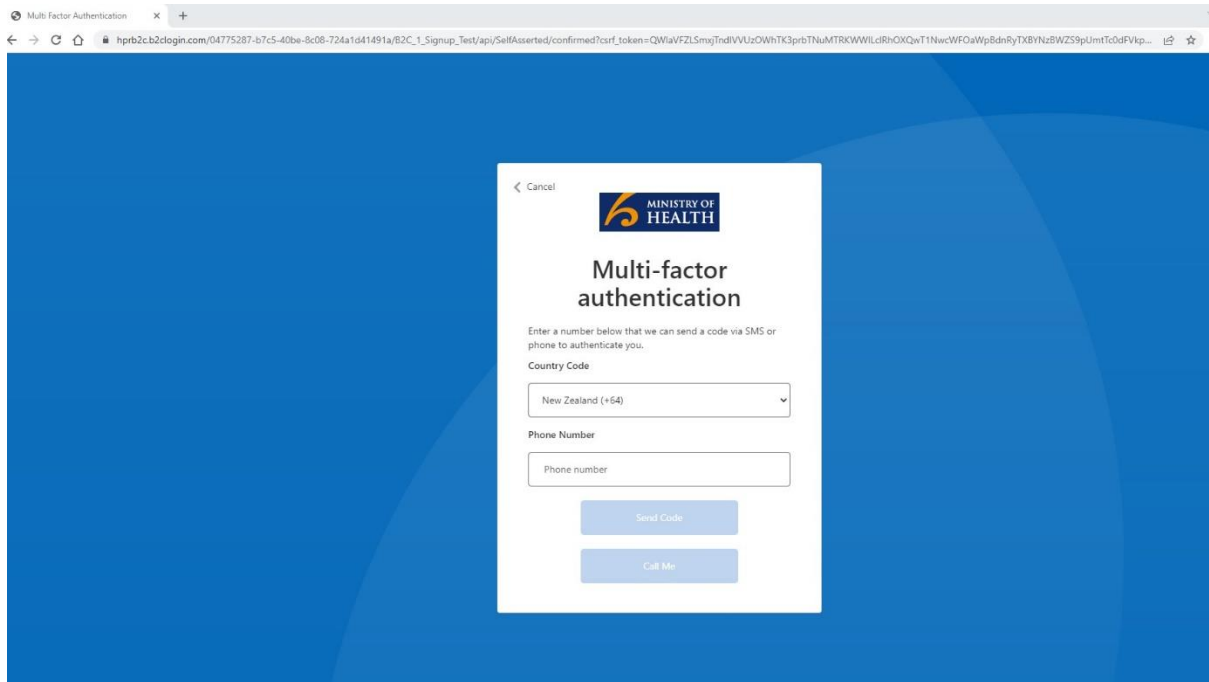 Multi Factor Authentication
hprb2c.b2clogin.com/04775287-b7c5-40be-8c08-724a1d41491a/B2C_1_Signup_Test/api/SelfAsserted/confirmed?csrf_token=
Cancel
MINISTRY OF
HEALTH
Multi-factor
authentication
Enter a number below that we can send a code via SMS or
phone to authenticate you.
Country Code
New Zealand (+64)
Phone Number
Phone number
Send Code
Call Me